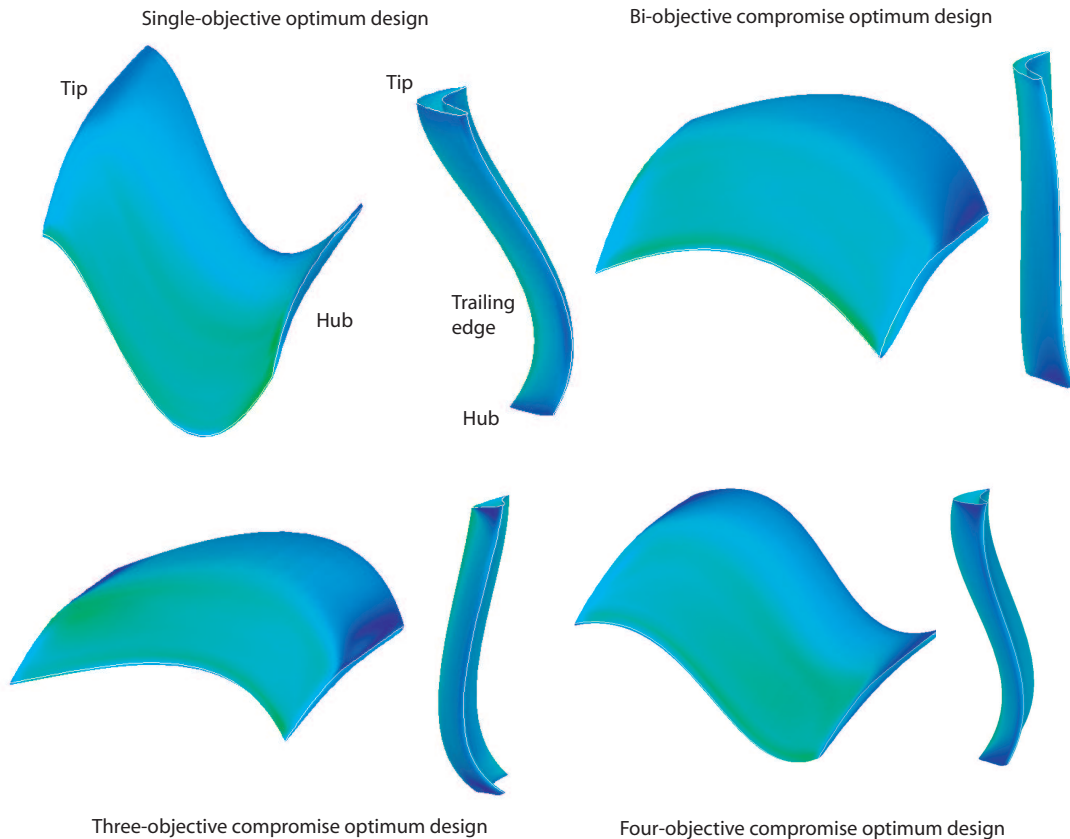 Single-objective optimum design
Bi-objective compromise optimum design
Tip
Tip
Hub
Trailing
edge
Hub
Three-objective compromise optimum design
Four-objective compromise optimum design